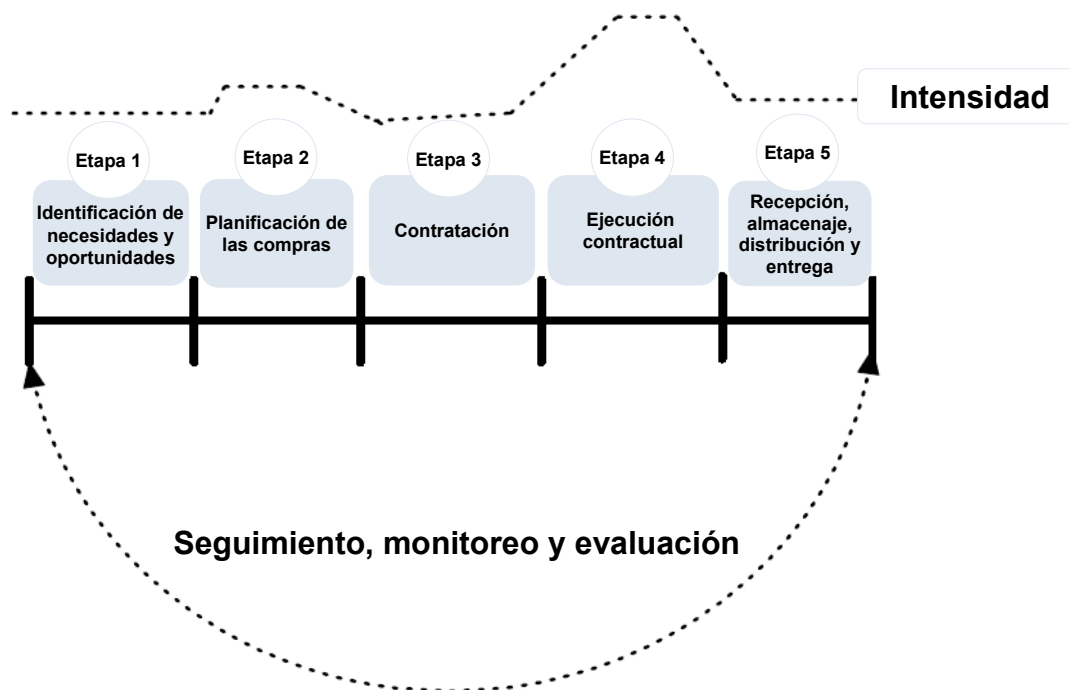 Intensidad
Etapa 1
Etapa 2
Etapa 3
Etapa 4
Etapa 5
Identificación de
necesidades y
oportunidades
Planificación de
las compras
Contratación
Ejecución
contractual
Recepción,
almacenaje,
distribución y
entrega
Seguimiento, monitoreo y evaluación